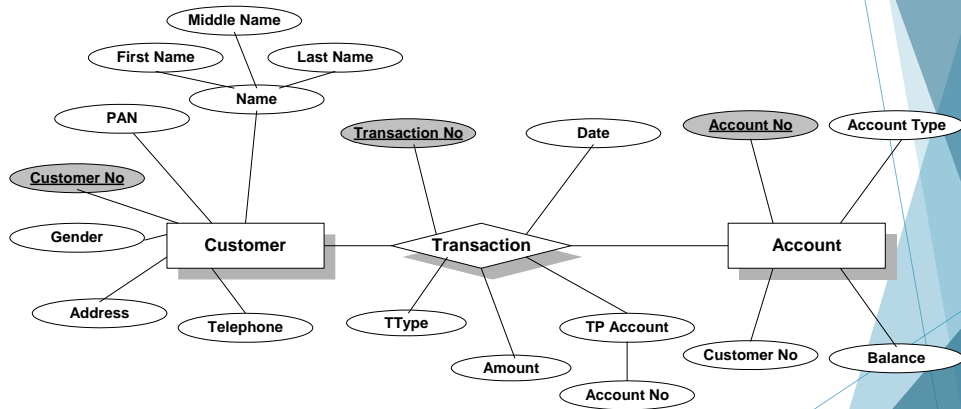 Middle Name
First Name
Last Name
Name
PAN
Transaction No
Date
Account No
Account Type
Customer No
Gender
Customer
Transaction
Account
Address
Telephone
TType
TP Account
Customer No
Balance
Amount
Account No